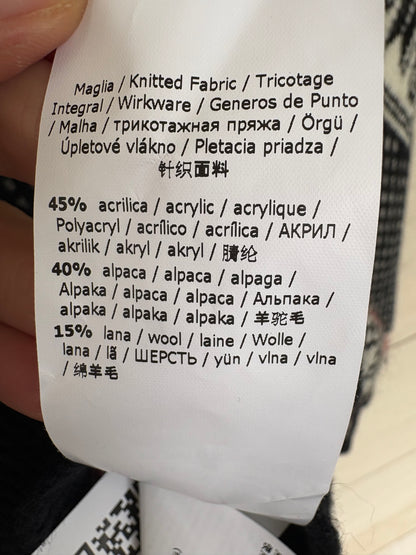 Maglia / Knitted Fabric / Tricotage
Integral / Wirkware / Generos de Punto
/ Malha / трикотажная пряжа / Örgü /
Úpletové vlákno / Pletacia priadza /
针织面料
45% acrilica / acrylic / acrylique /
Polyacryl / acrílico / acrílica / АКРИЛ /
akrilik / akryl / akryl / 腈纶
40% alpaca / alpaca / alpaga /
Alpaka / alpaca / alpaca / Альпака /
alpaka / alpaka / alpaka / 羊驼毛
15% lana / wool / laine / Wolle /
lana / lã / ШЕРСТЬ / yün / vlna / vlna
/ 绵羊毛